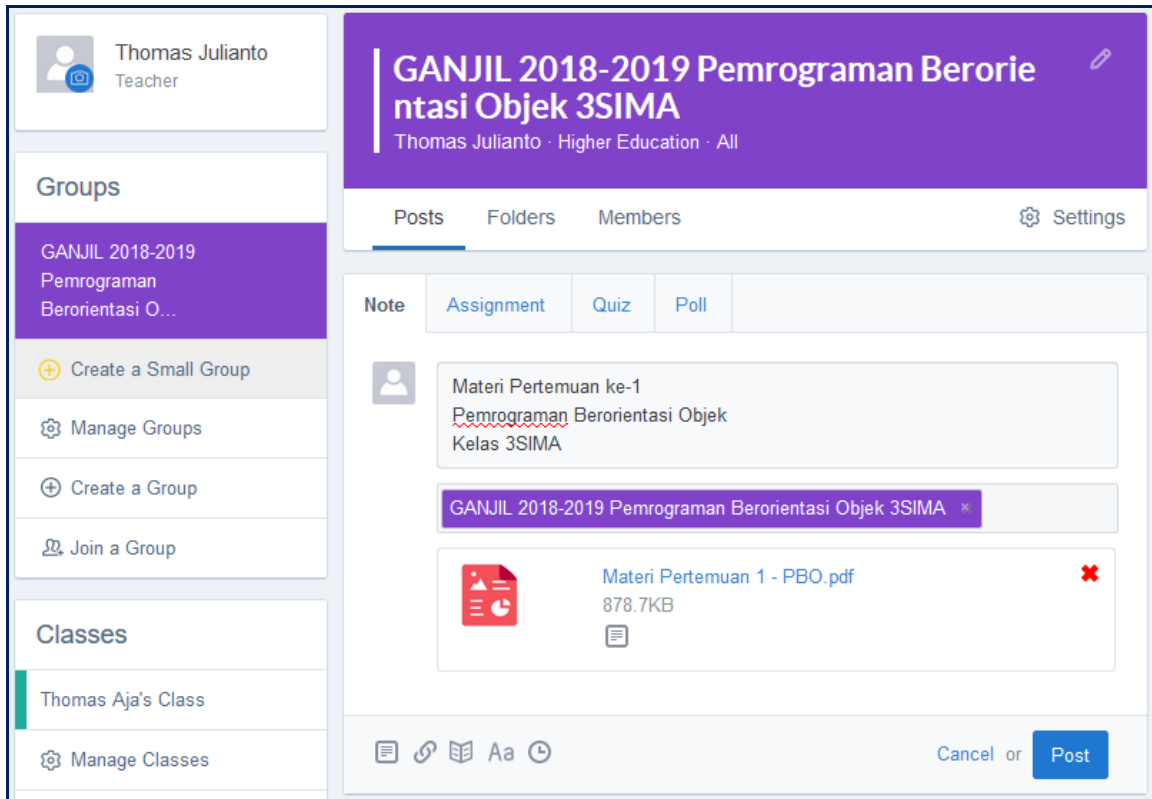 Thomas Julianto
Teacher
Groups
GANJIL 2018-2019
Pemrograman
Berorientasi O...
Create a Small Group
Manage Groups
Create a Group
Join a Group
Classes
Thomas Aja's Class
Manage Classes
GANJIL 2018-2019 Pemrograman Berorie
ntasi Objek 3SIMA
Thomas Julianto · Higher Education · All
Posts Folders Members Settings
Note Assignment Quiz Poll
Materi Pertemuan ke-1
Pemrograman Berorientasi Objek
Kelas 3SIMA
GANJIL 2018-2019 Pemrograman Berorientasi Objek 3SIMA ×
Materi Pertemuan 1 - PBO.pdf
878.7KB
Aa Cancel or Post